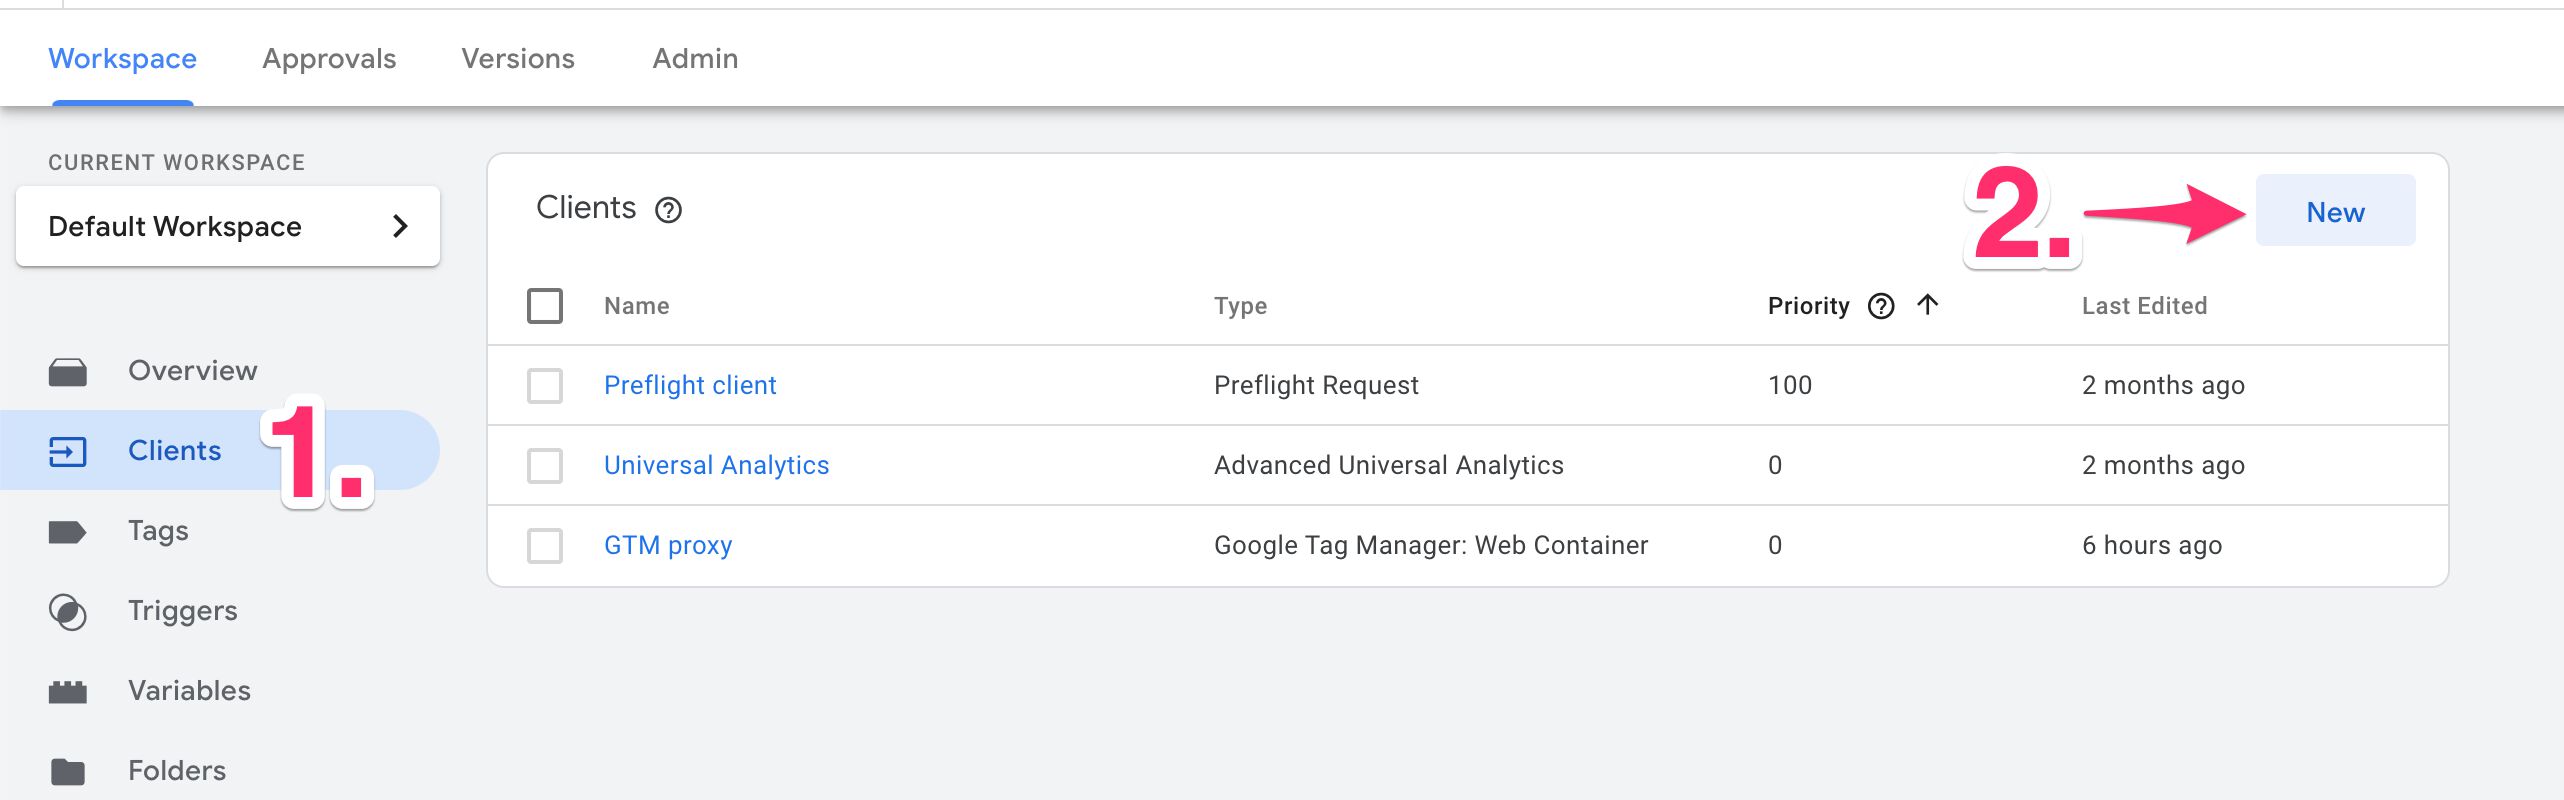 Workspace Approvals Versions Admin
CURRENT WORKSPACE
Default Workspace
Overview
Clients 1.
Tags
Triggers
Variables
Folders
Clients 2. New
Name Type Priority Last Edited
Preflight client Preflight Request 100 2 months ago
Universal Analytics Advanced Universal Analytics 0 2 months ago
GTM proxy Google Tag Manager: Web Container 0 6 hours ago